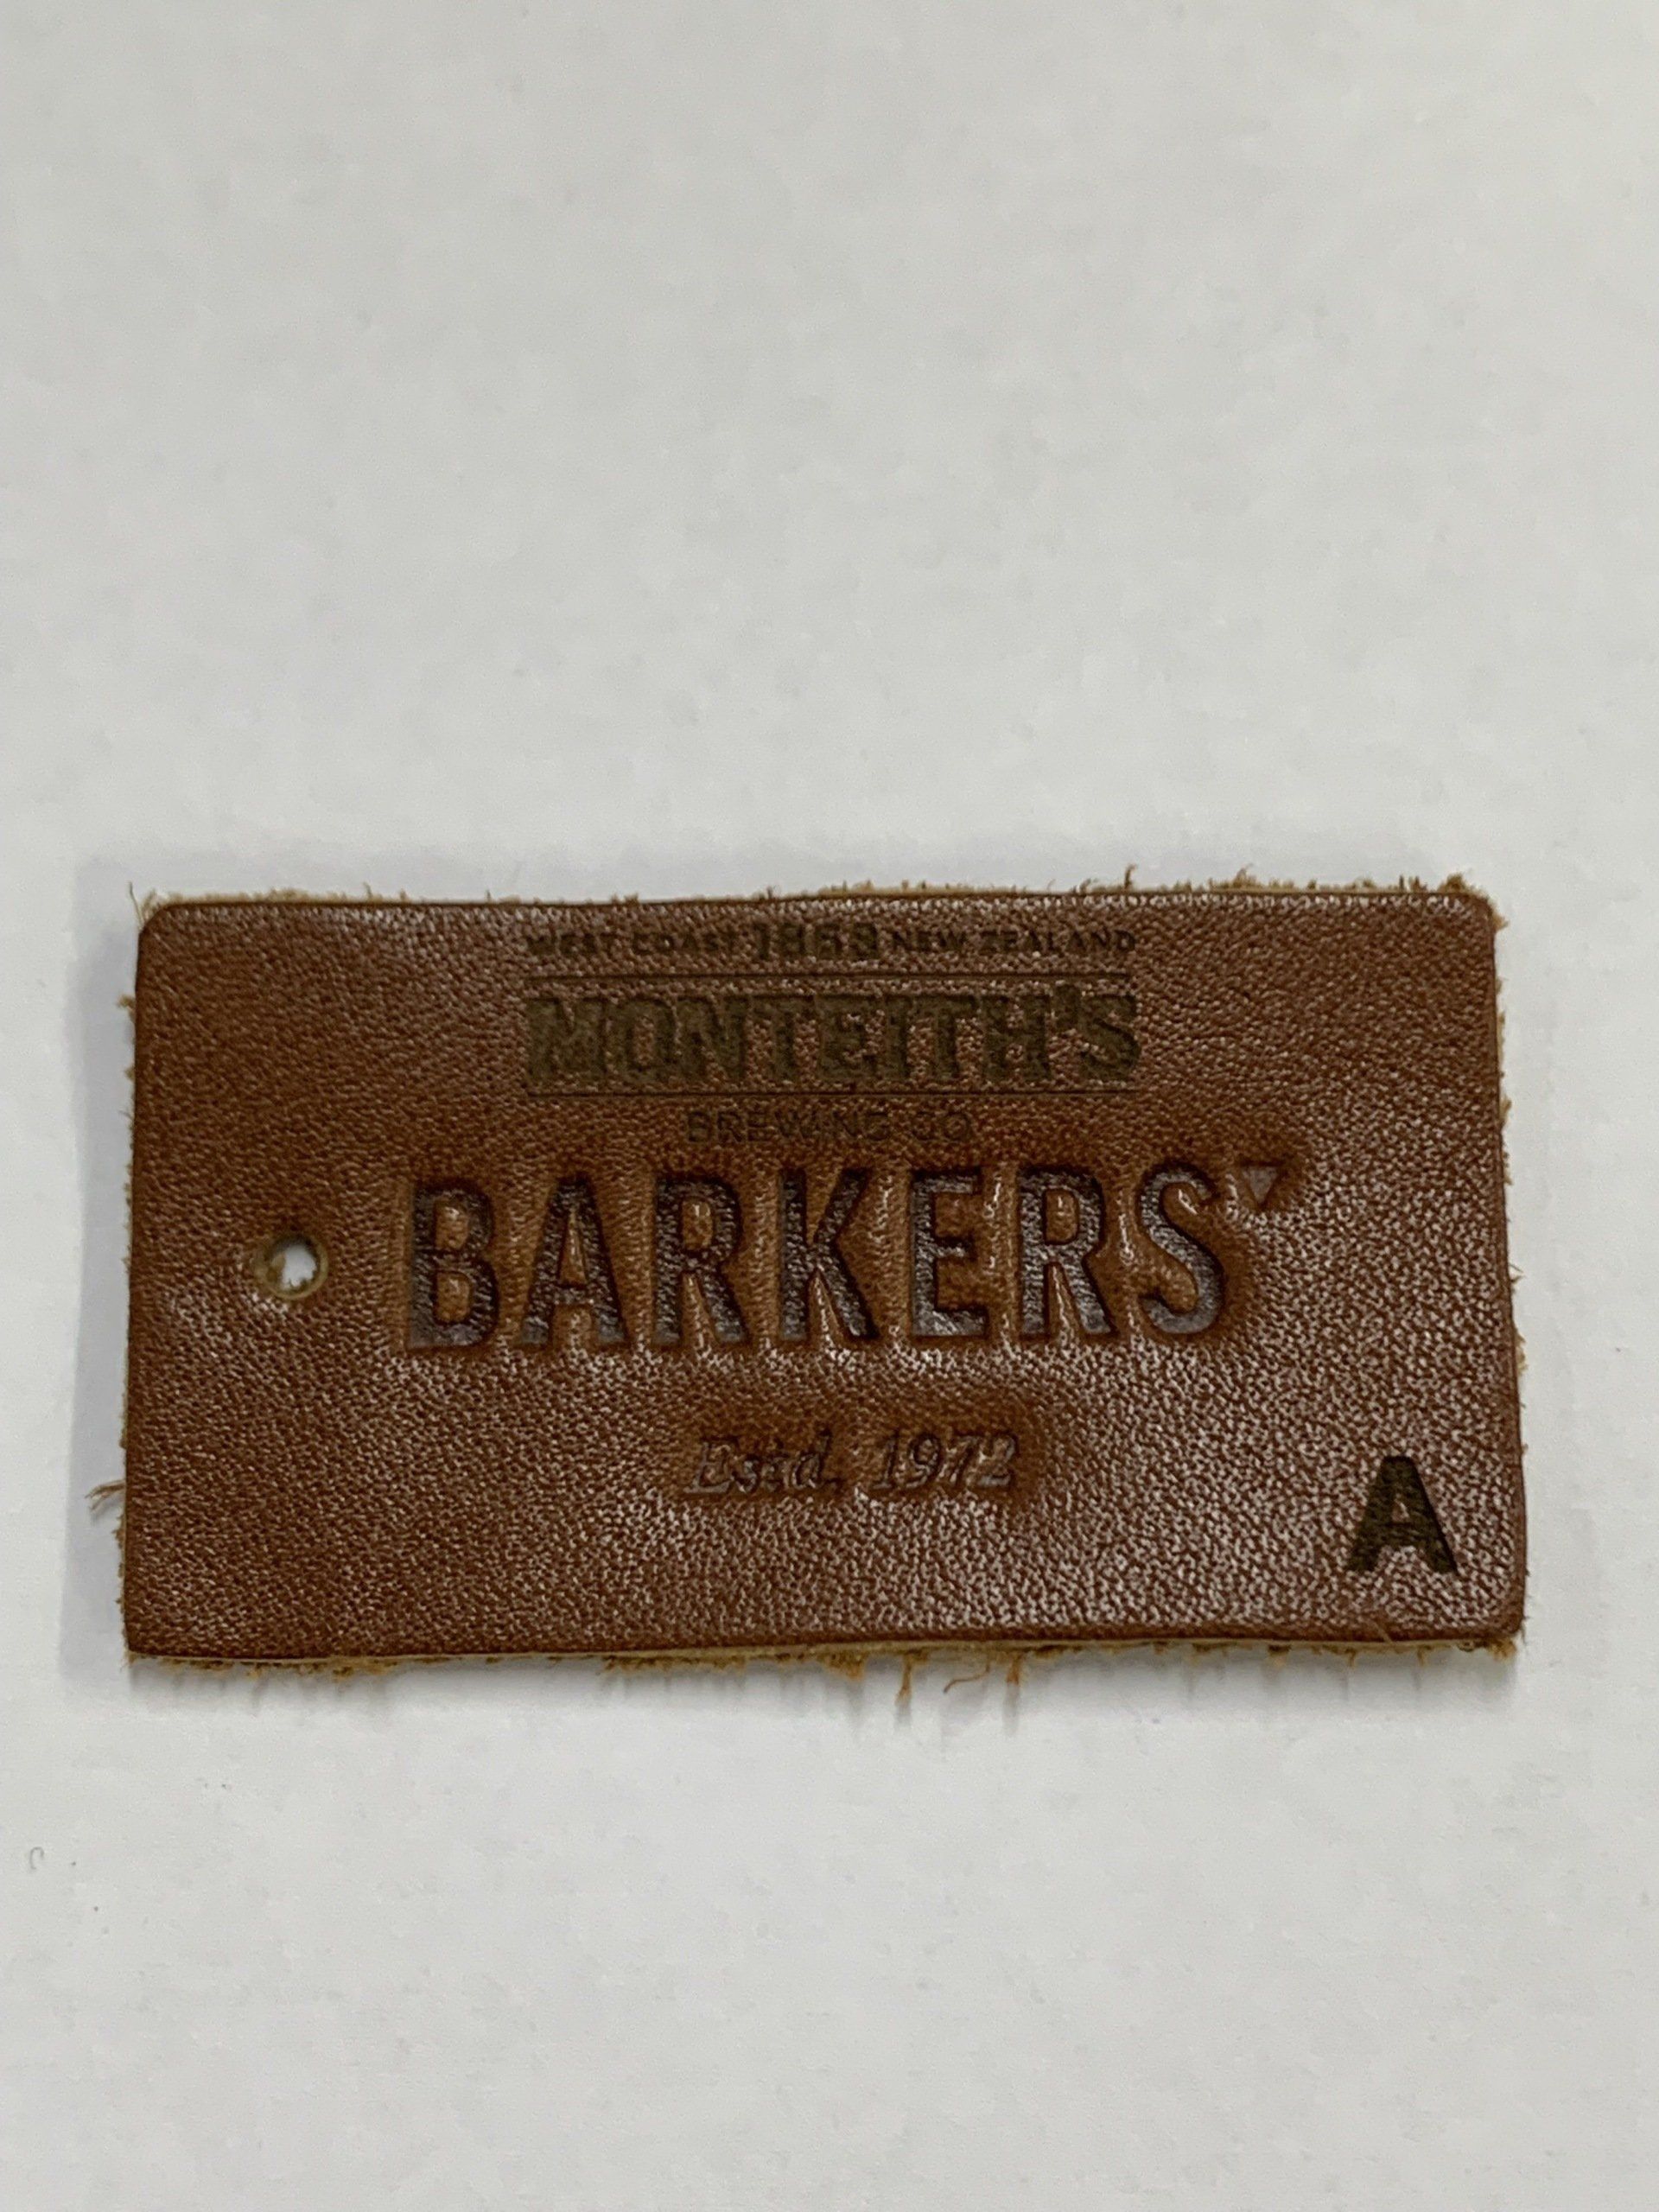 WEST COAST 1868 NEW ZEALAND
MONTEITH'S
BREWING CO
BARKERS
Estd. 1972
A